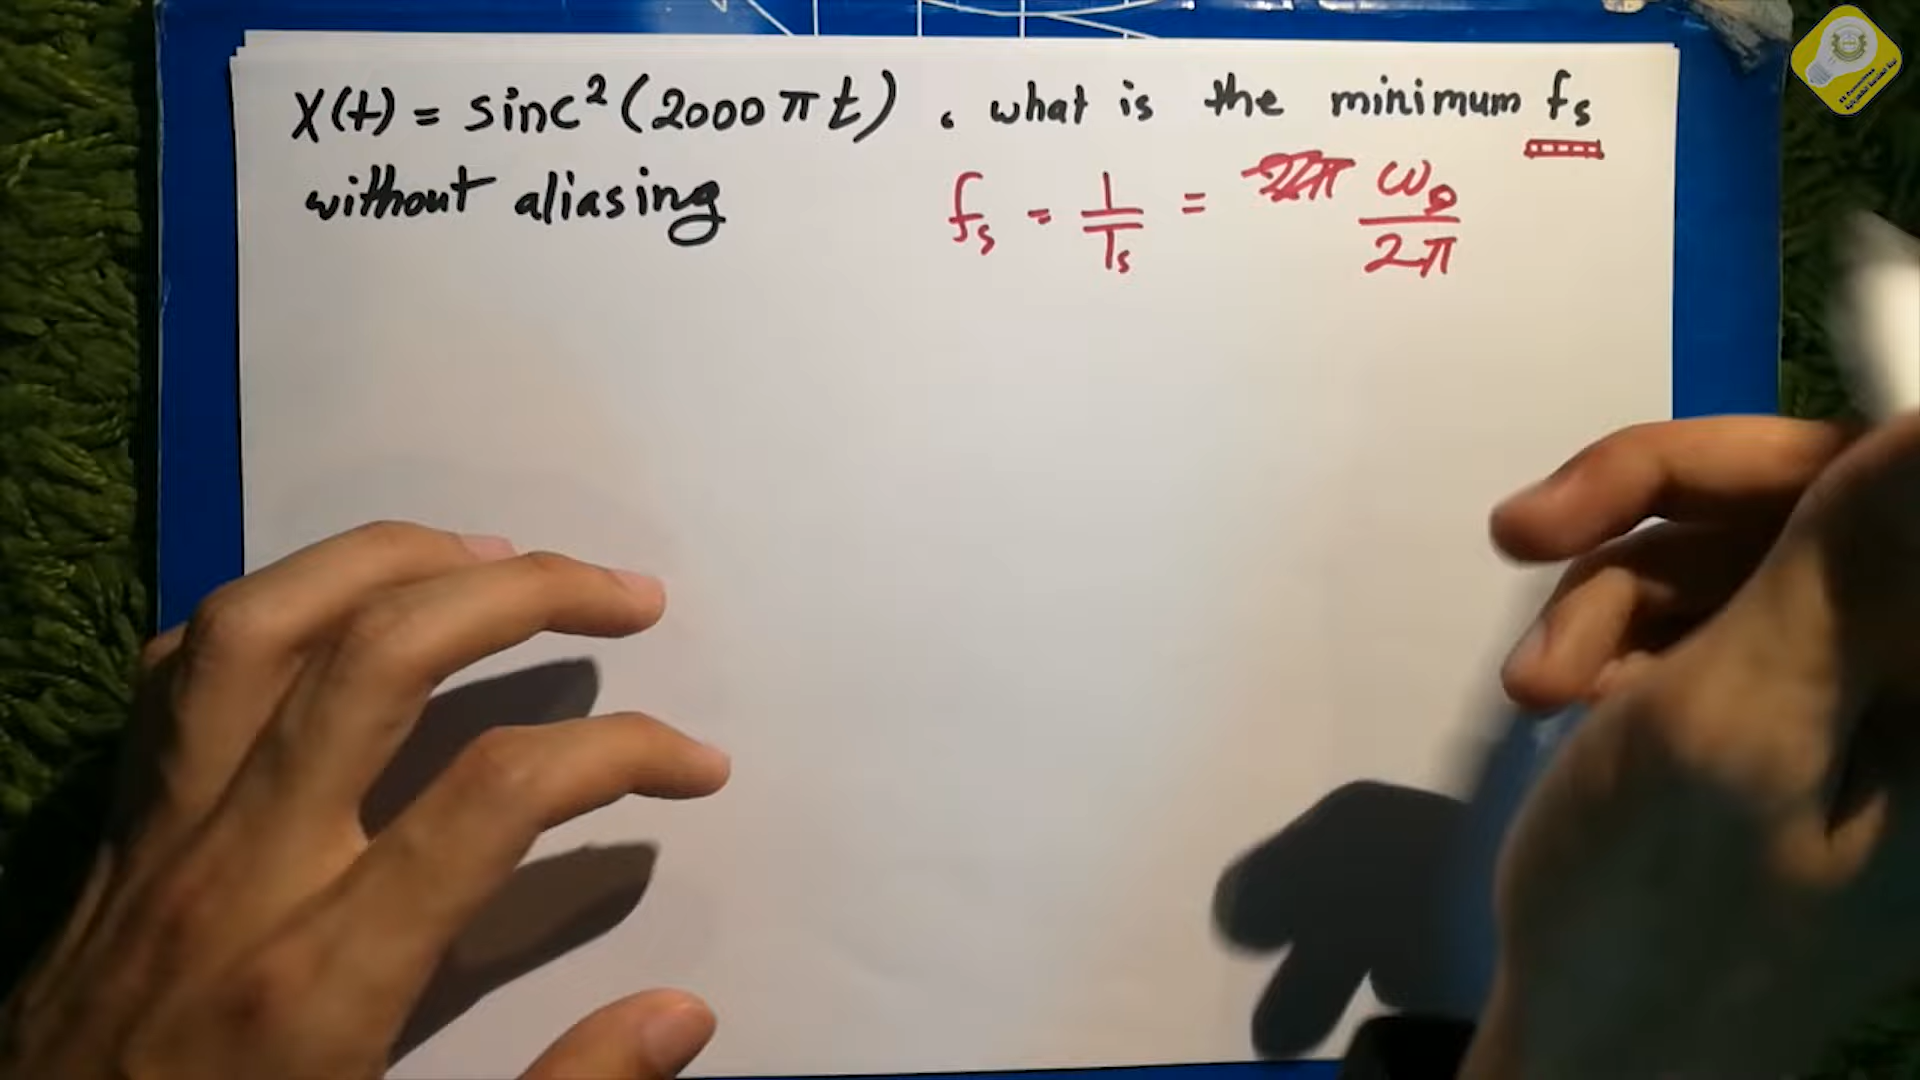 X(t) = sinc²(2000πt) . what is the minimum fs
without aliasing
fs = 1/Ts = ω0/2π